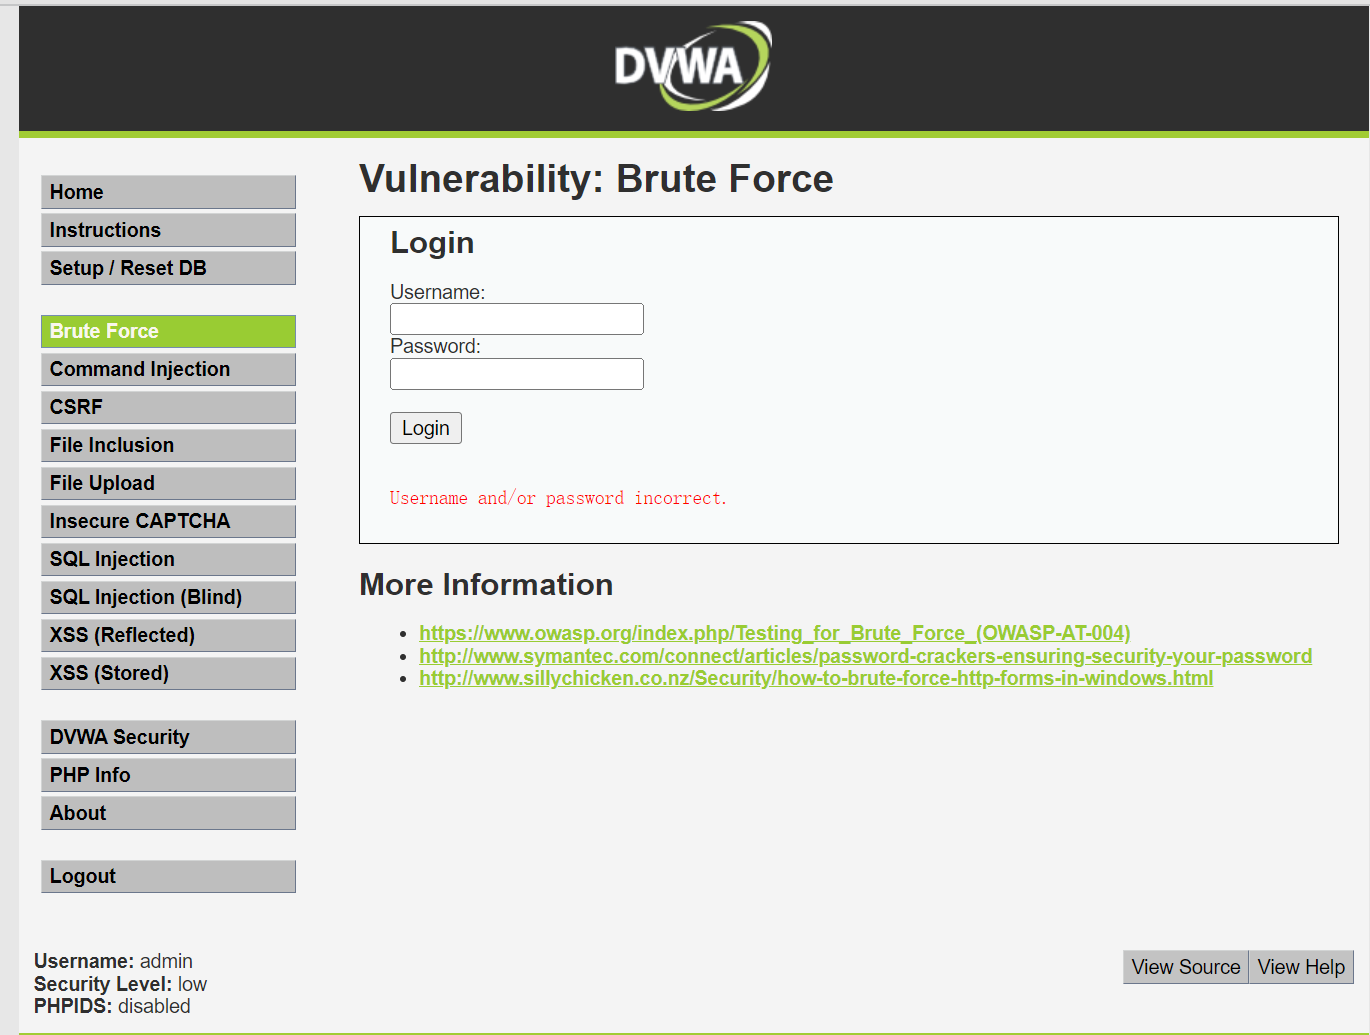 DVWA
Home
Instructions
Setup / Reset DB
Brute Force
Command Injection
CSRF
File Inclusion
File Upload
Insecure CAPTCHA
SQL Injection
SQL Injection (Blind)
XSS (Reflected)
XSS (Stored)
DVWA Security
PHP Info
About
Logout
Vulnerability: Brute Force
Login
Username:
Password:
Login
Username and/or password incorrect.
More Information
https://www.owasp.org/index.php/Testing_for_Brute_Force_(OWASP-AT-004)
http://www.symantec.com/connect/articles/password-crackers-ensuring-security-your-password
http://www.sillychicken.co.nz/Security/how-to-brute-force-http-forms-in-windows.html
Username: admin
Security Level: low
PHPIDS: disabled
View Source
View Help